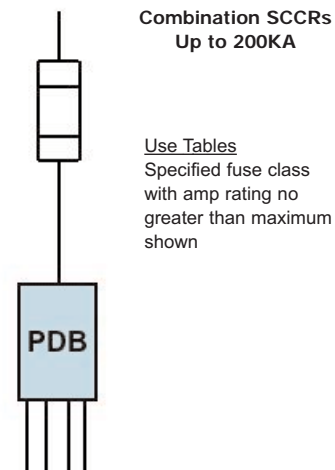 Combination SCCRs
Up to 200KA
Use Tables
Specified fuse class
with amp rating no
greater than maximum
shown
PDB